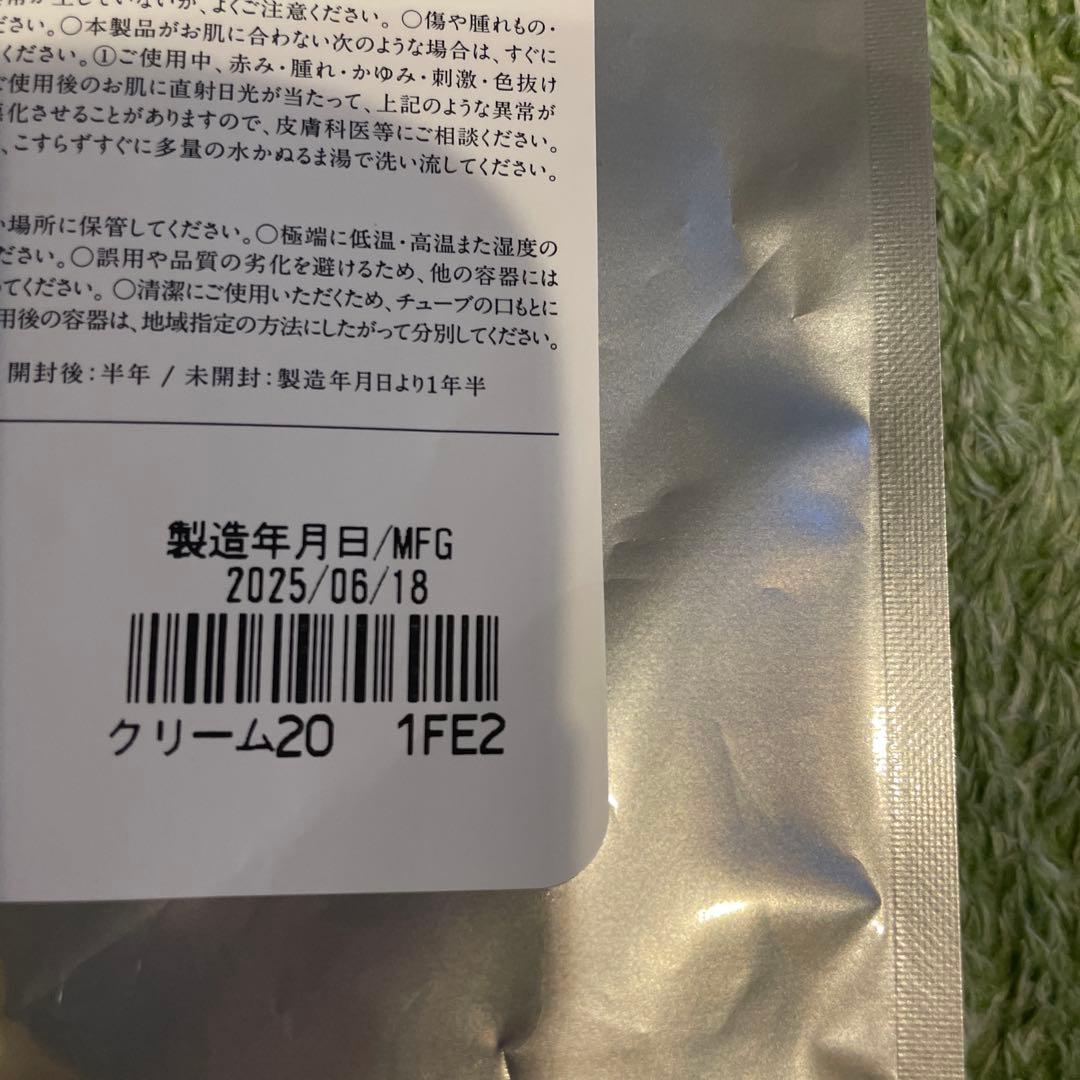 よくご注意ください。○傷や腫れもの・
ださい。○本製品がお肌に合わない次のような場合は、すぐに
ください。①ご使用中、赤み・腫れ・かゆみ・刺激・色抜け
ご使用後のお肌に直射日光が当たって、上記のような異常が
悪化させることがありますので、皮膚科医等にご相談ください。
、こすらずすぐに多量の水かぬるま湯で洗い流してください。
い場所に保管してください。○極端に低温・高温また湿度の
ださい。○誤用や品質の劣化を避けるため、他の容器には
てください。○清潔にご使用いただくため、チューブの口もとに
用後の容器は、地域指定の方法にしたがって分別してください。
開封後：半年 / 未開封：製造年月日より1年半
製造年月日/MFG
2025/06/18
クリーム20 1FE2